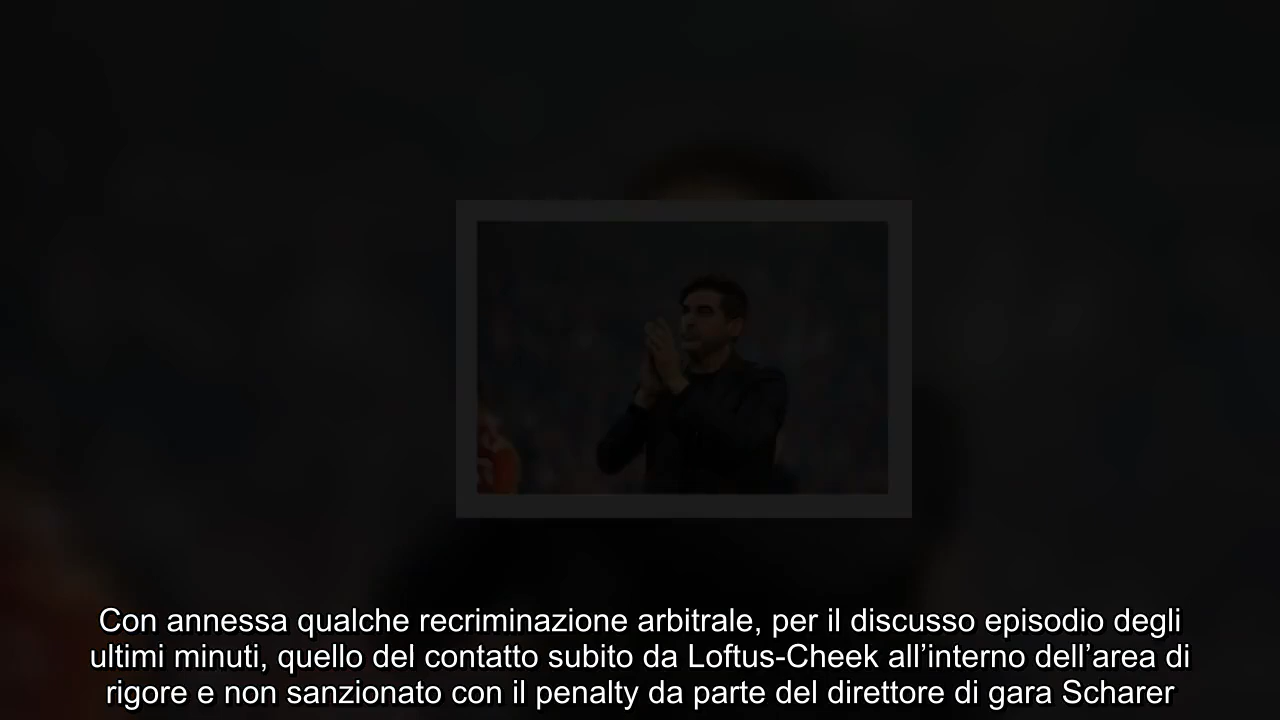 Con annessa qualche recriminazione arbitrale, per il discusso episodio degli
ultimi minuti, quello del contatto subito da Loftus-Cheek all’interno dell’area di
rigore e non sanzionato con il penalty da parte del direttore di gara Scharer